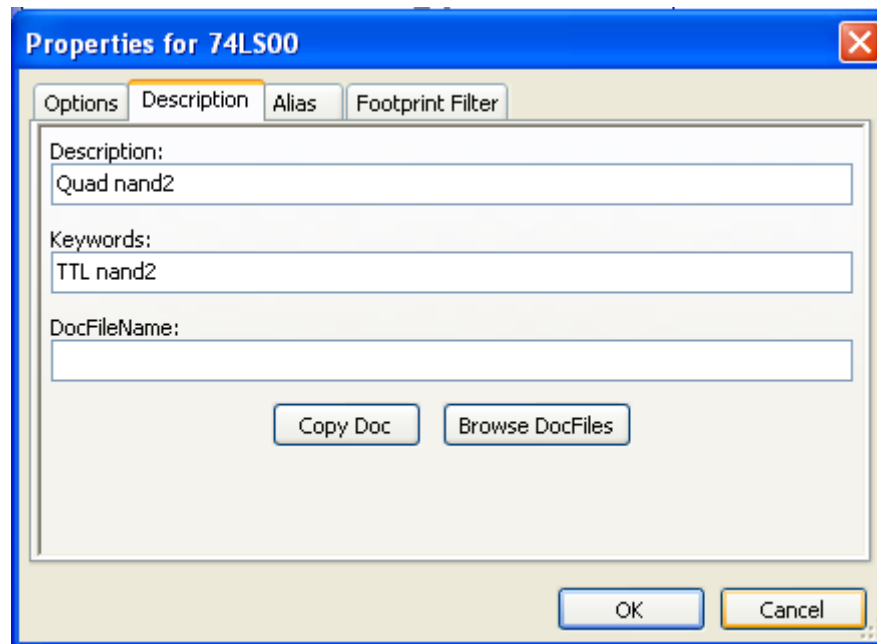 Properties for 74LS00
Options Description Alias Footprint Filter
Description:
Quad nand2
Keywords:
TTL nand2
DocFileName:
Copy Doc Browse DocFiles
OK Cancel